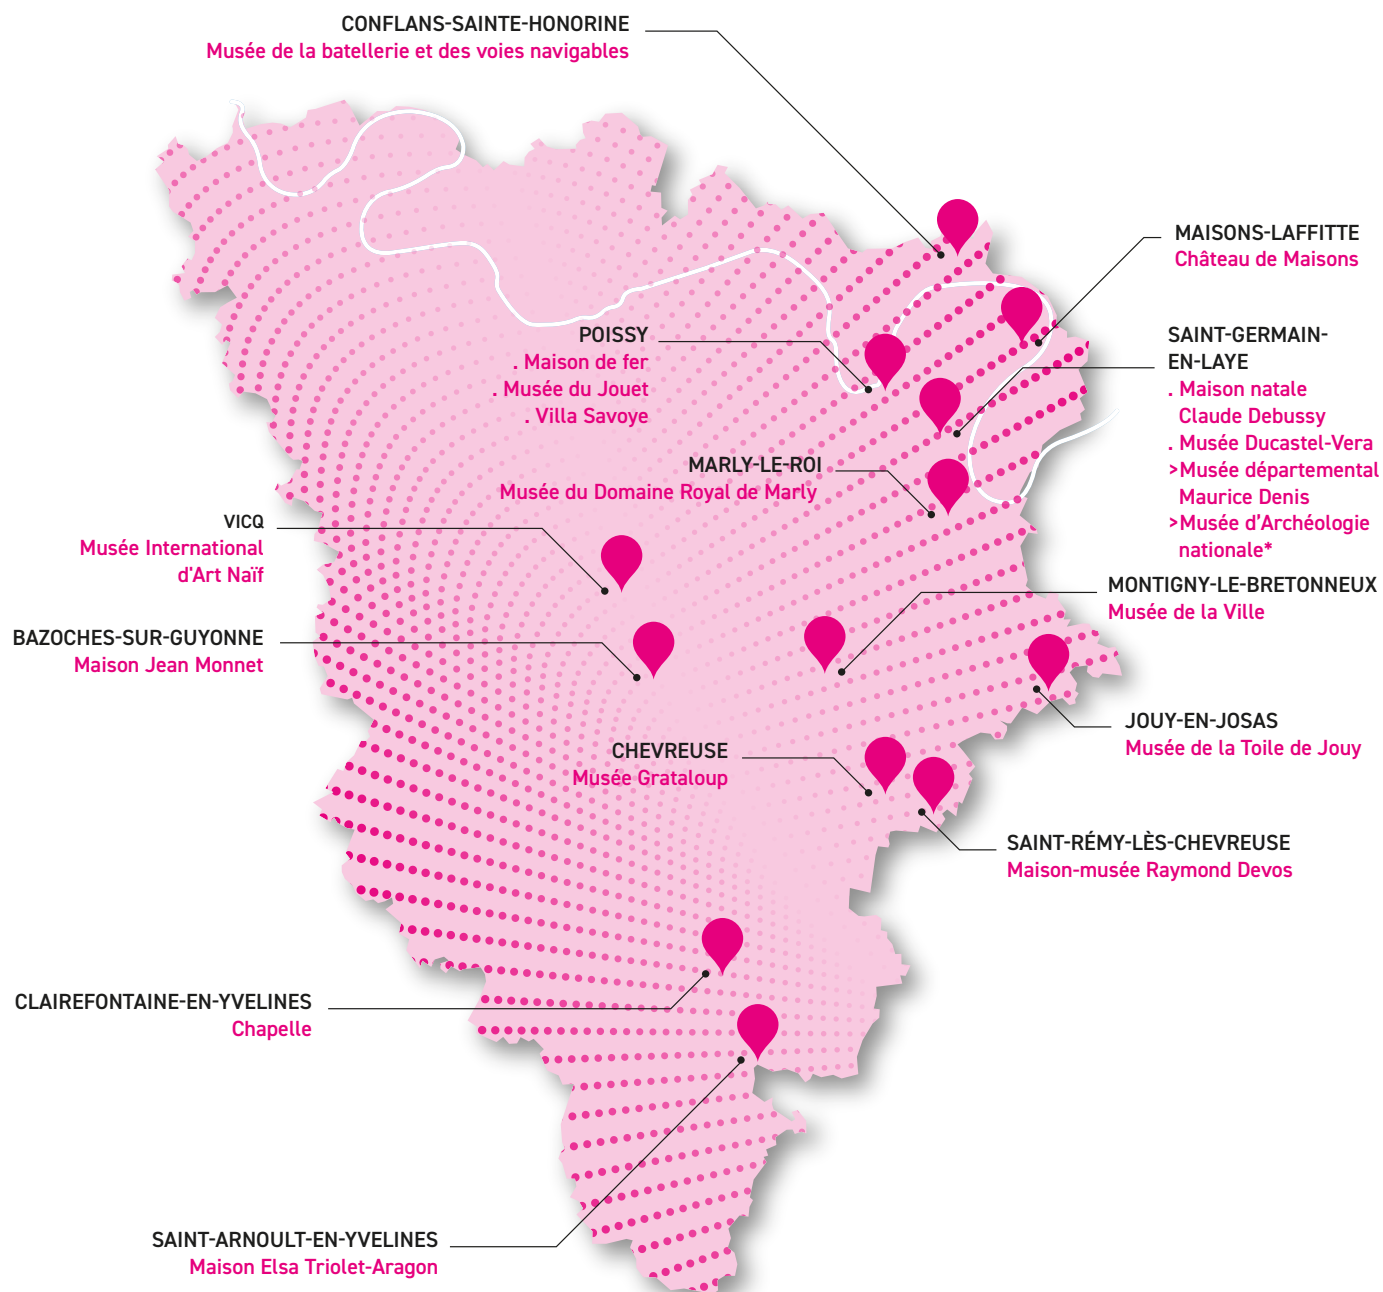 CONFLANS-SAINTE-HONORINE
Musée de la batellerie et des voies navigables
MAISONS-LAFFITTE
Château de Maisons
POISSY
. Maison de fer
. Musée du Jouet
. Villa Savoye
SAINT-GERMAIN-
EN-LAYE
. Maison natale
Claude Debussy
. Musée Ducastel-Vera
>Musée départemental
Maurice Denis
>Musée d'Archéologie
nationale*
MARLY-LE-ROI
Musée du Domaine Royal de Marly
VICQ
Musée International
d'Art Naïf
MONTIGNY-LE-BRETONNEUX
Musée de la Ville
BAZOCHES-SUR-GUYONNE
Maison Jean Monnet
JOUY-EN-JOSAS
Musée de la Toile de Jouy
CHEVREUSE
Musée Grataloup
SAINT-RÉMY-LÈS-CHEVREUSE
Maison-musée Raymond Devos
CLAIREFONTAINE-EN-YVELINES
Chapelle
SAINT-ARNOULT-EN-YVELINES
Maison Elsa Triolet-Aragon